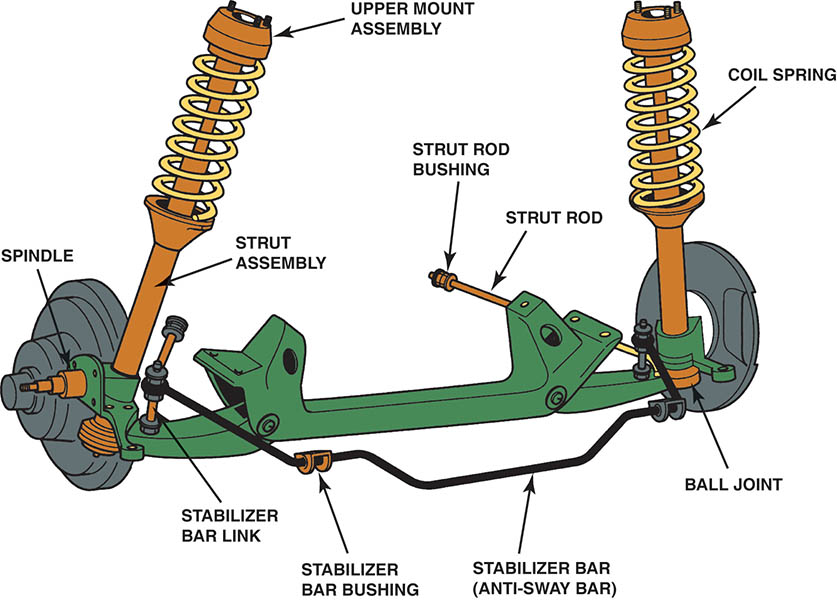 UPPER MOUNT
ASSEMBLY
COIL SPRING
STRUT ROD
BUSHING
STRUT ROD
STRUT
ASSEMBLY
SPINDLE
BALL JOINT
STABILIZER
BAR LINK
STABILIZER
BAR BUSHING
STABILIZER BAR
(ANTI-SWAY BAR)